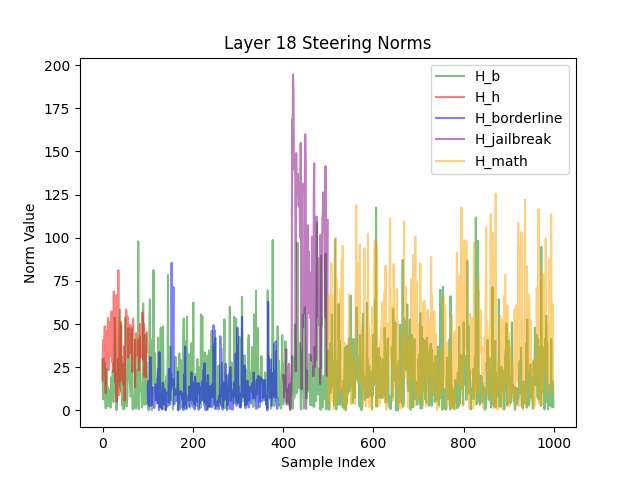 Layer 18 Steering Norms
200
175
150
125
100
75
50
25
0
Norm Value
H_b
H_h
H_borderline
H_jailbreak
H_math
0 200 400 600 800 1000
Sample Index